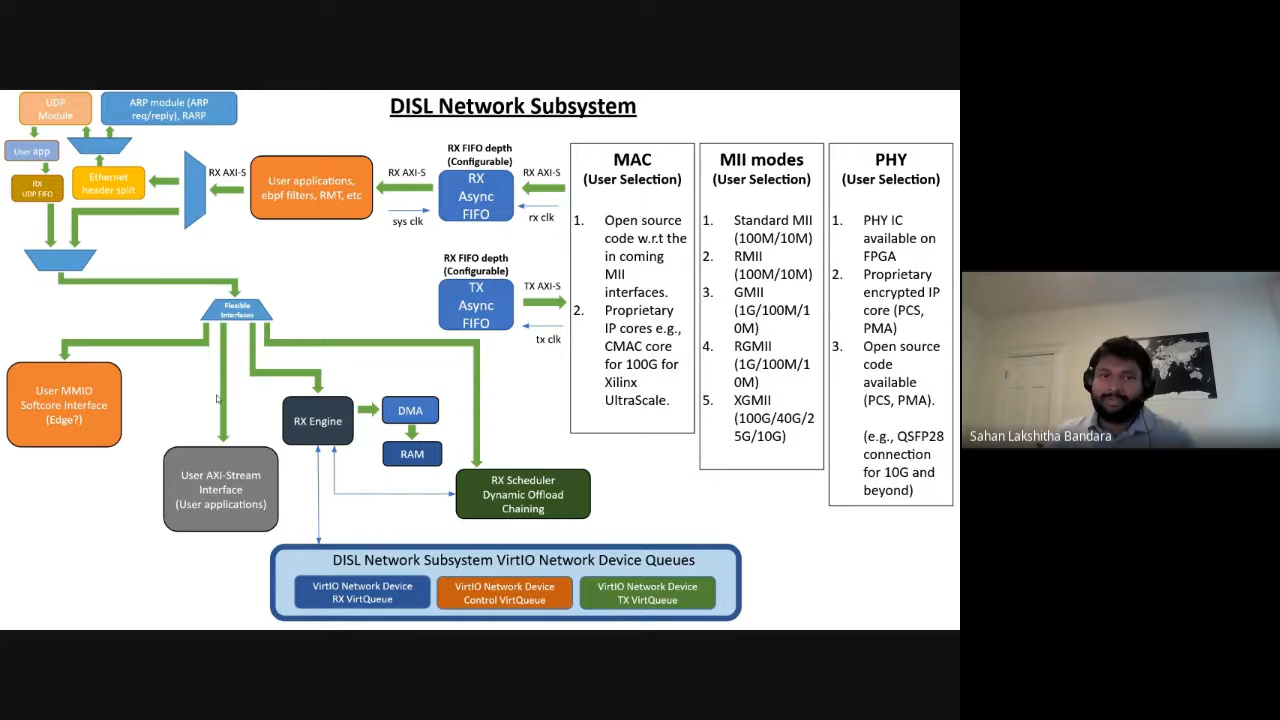 DISL Network Subsystem
UDP
Module
ARP module (ARP
req/reply), RARP
User app
RX
UDP FIFO
Ethernet
header split
RX AXI-S
User applications,
ebpf filters, RMT, etc
RX AXI-S
sys clk
RX FIFO depth
(Configurable)
RX
Async
FIFO
RX AXI-S
rx clk
RX FIFO depth
(Configurable)
TX
Async
FIFO
TX AXI-S
tx clk
MAC
(User Selection)
1. Open source
code w.r.t the
in coming
MII
interfaces.
2. Proprietary
IP cores e.g.,
CMAC core
for 100G for
Xilinx
UltraScale.
MII modes
(User Selection)
1. Standard MII
(100M/10M)
2. RMII
(100M/10M)
3. GMII
(1G/100M/1
0M)
4. RGMII
(1G/100M/1
0M)
5. XGMII
(100G/40G/2
5G/10G)
PHY
(User Selection)
1. PHY IC
available on
FPGA
2. Proprietary
encrypted IP
core (PCS,
PMA)
3. Open source
code
available
(PCS, PMA).
(e.g., QSFP28
connection
for 10G and
beyond)
Flexible
Interfaces
User MMIO
Softcore Interface
(Edge?)
User AXi-Stream
Interface
(User applications)
RX Engine
DMA
RAM
RX Scheduler
Dynamic Offload
Chaining
DISL Network Subsystem VirtIO Network Device Queues
VirtIO Network Device
RX VirtQueue
VirtIO Network Device
Control VirtQueue
VirtIO Network Device
TX VirtQueue
Sahan Lakshitha Bandara